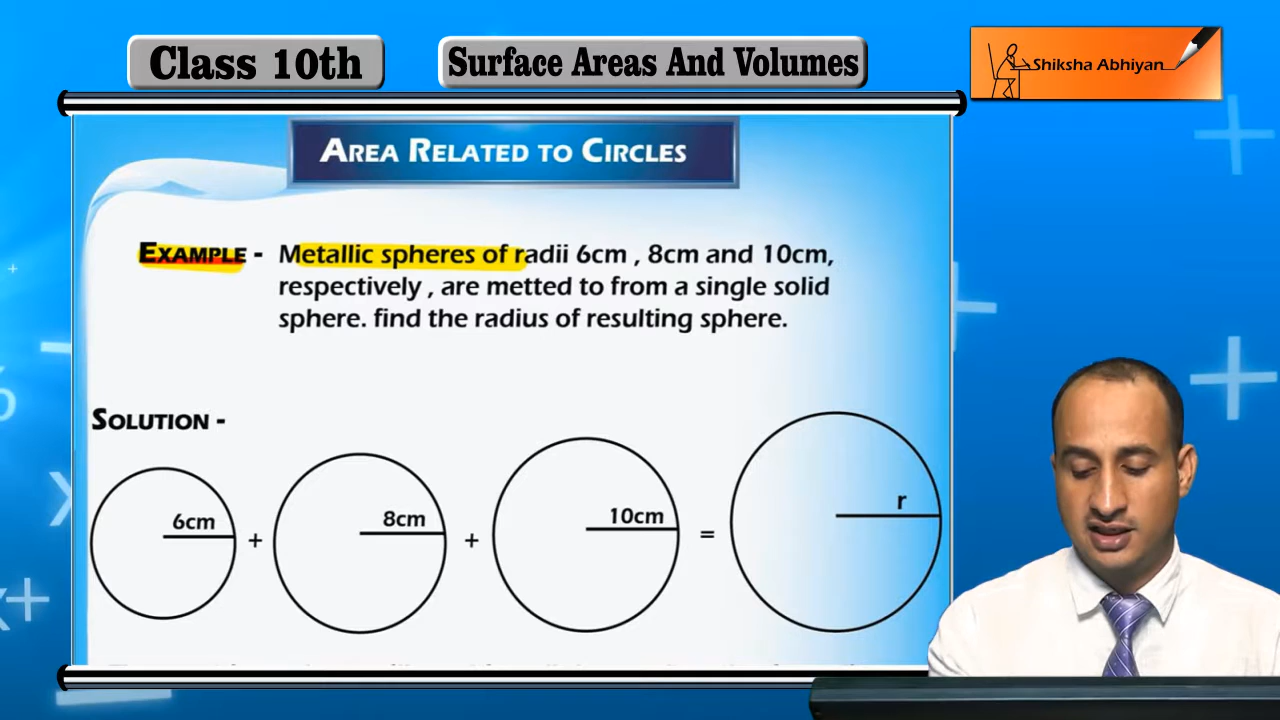 Class 10th
Surface Areas And Volumes
Shiksha Abhiyan
AREA RELATED TO CIRCLES
EXAMPLE - Metallic spheres of radii 6cm , 8cm and 10cm,
respectively , are metted to from a single solid
sphere. find the radius of resulting sphere.
SOLUTION -
6cm + 8cm + 10cm = r